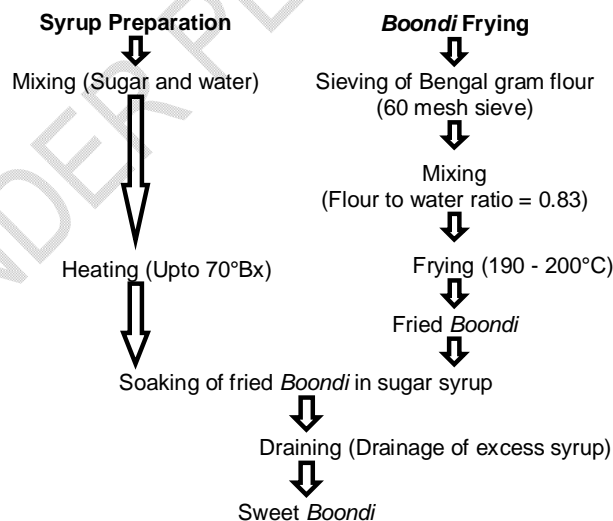 Syrup Preparation
Mixing (Sugar and water)
Heating (Upto 70°Bx)
Boondi Frying
Sieving of Bengal gram flour
(60 mesh sieve)
Mixing
(Flour to water ratio = 0.83)
Frying (190 - 200°C)
Fried Boondi
Soaking of fried Boondi in sugar syrup
Draining (Drainage of excess syrup)
Sweet Boondi